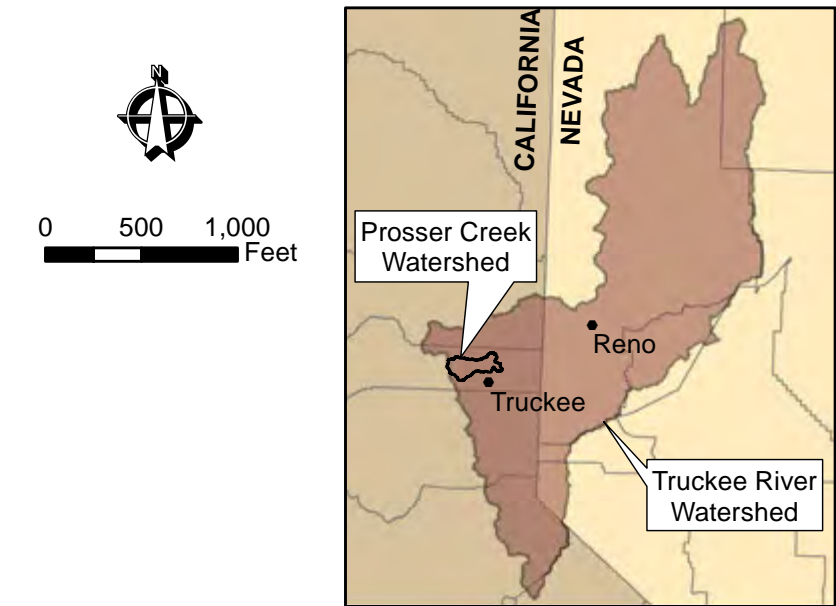 N
0 500 1,000
Feet
CALIFORNIA
NEVADA
Prosser Creek
Watershed
Reno
Truckee
Truckee River
Watershed